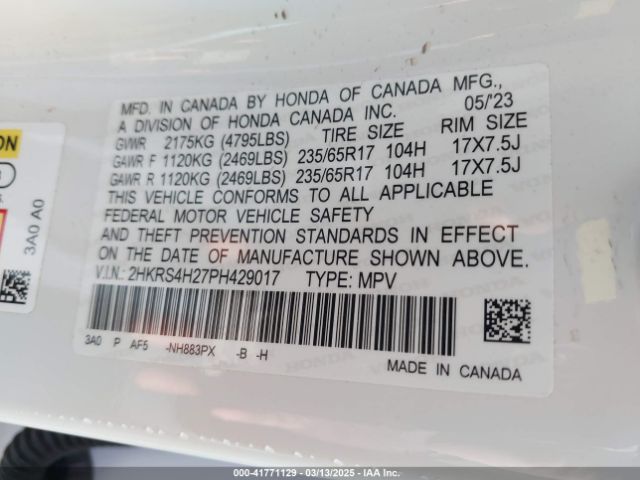 MFD. IN CANADA BY HONDA OF CANADA MFG.,
A DIVISION OF HONDA CANADA INC. 05/'23
GVWR 2175KG (4795LBS) TIRE SIZE RIM SIZE
GAWR F 1120KG (2469LBS) 235/65R17 104H 17X7.5J
GAWR R 1120KG (2469LBS) 235/65R17 104H 17X7.5J
THIS VEHICLE CONFORMS TO ALL APPLICABLE
FEDERAL MOTOR VEHICLE SAFETY
AND THEFT PREVENTION STANDARDS IN EFFECT
ON THE DATE OF MANUFACTURE SHOWN ABOVE.
V.I.N.: 2HKRS4H27PH429017 TYPE: MPV
3A0 P AF5 -NH883PX -B -H
MADE IN CANADA
3A0 A0
000-41771129 - 03/13/2025 - IAA Inc.